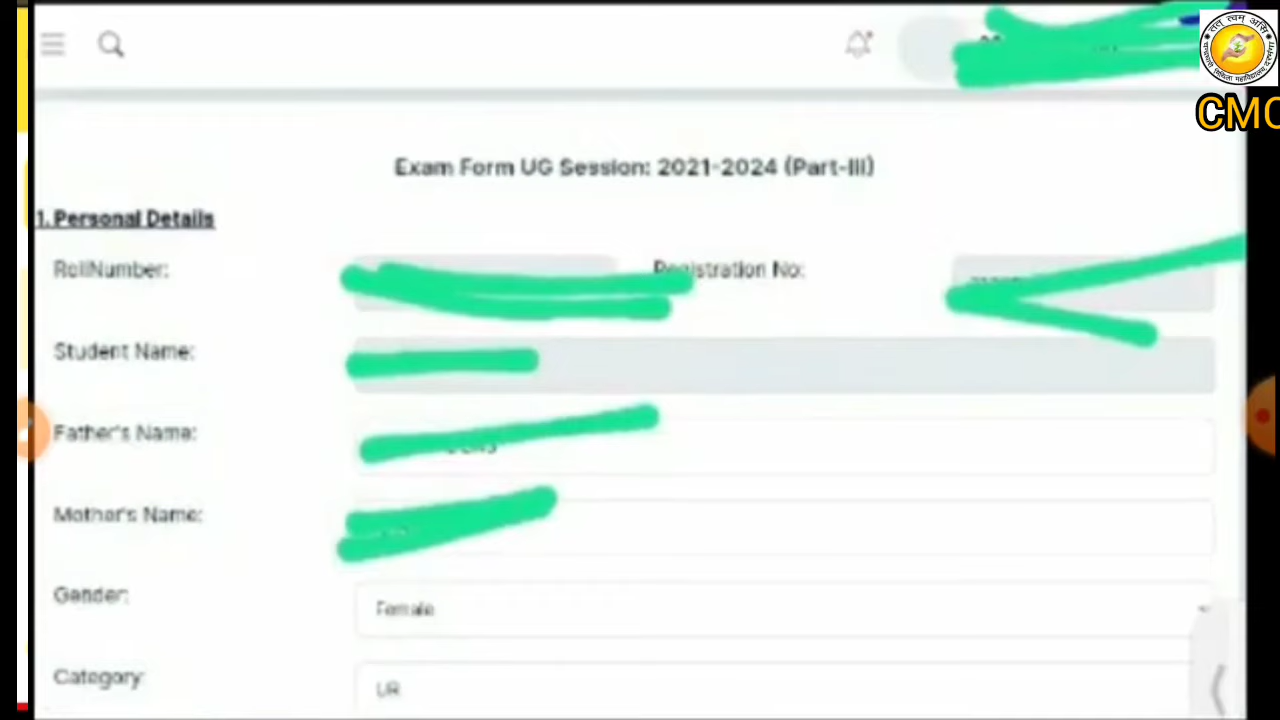 CMC
Exam Form UG Session: 2021-2024 (Part-III)
1. Personal Details
RollNumber:
Registration No:
Student Name:
Father's Name:
Mother's Name:
Gender:
Female
Category:
UR